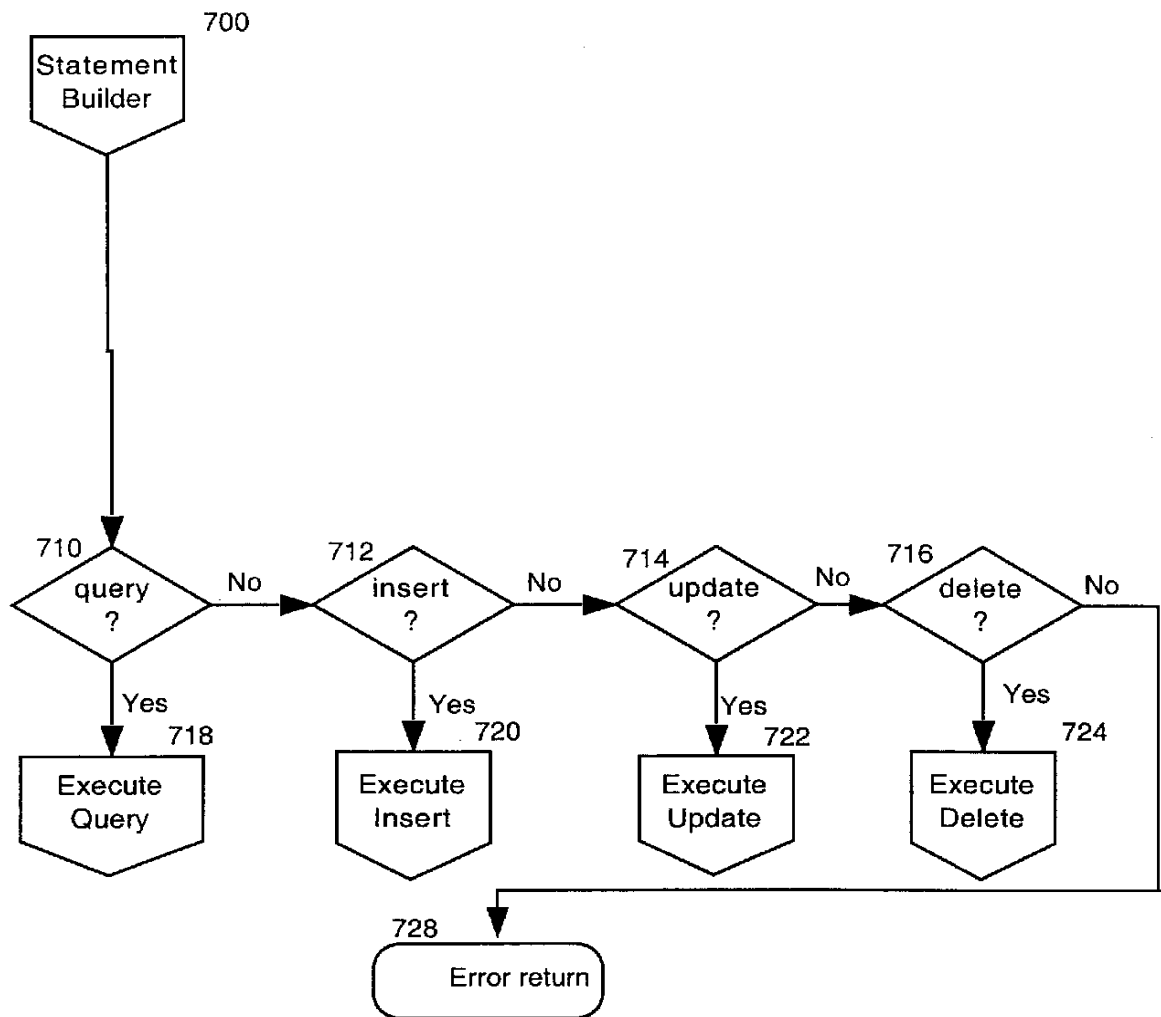 700
Statement
Builder
710
query
?
No
712
insert
?
No
714
update
?
No
716
delete
?
No
Yes
718
Execute
Query
Yes
720
Execute
Insert
Yes
722
Execute
Update
Yes
724
Execute
Delete
728
Error return